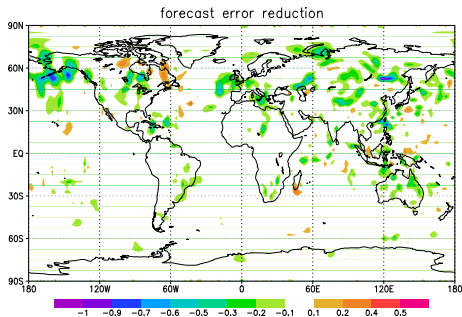 forecast error reduction
90N
60N
30N
EQ
30S
60S
90S
180 120W 60W 0 60E 120E 180
-1 -0.9 -0.7 -0.6 -0.5 -0.3 -0.2 -0.1 0.1 0.2 0.4 0.5